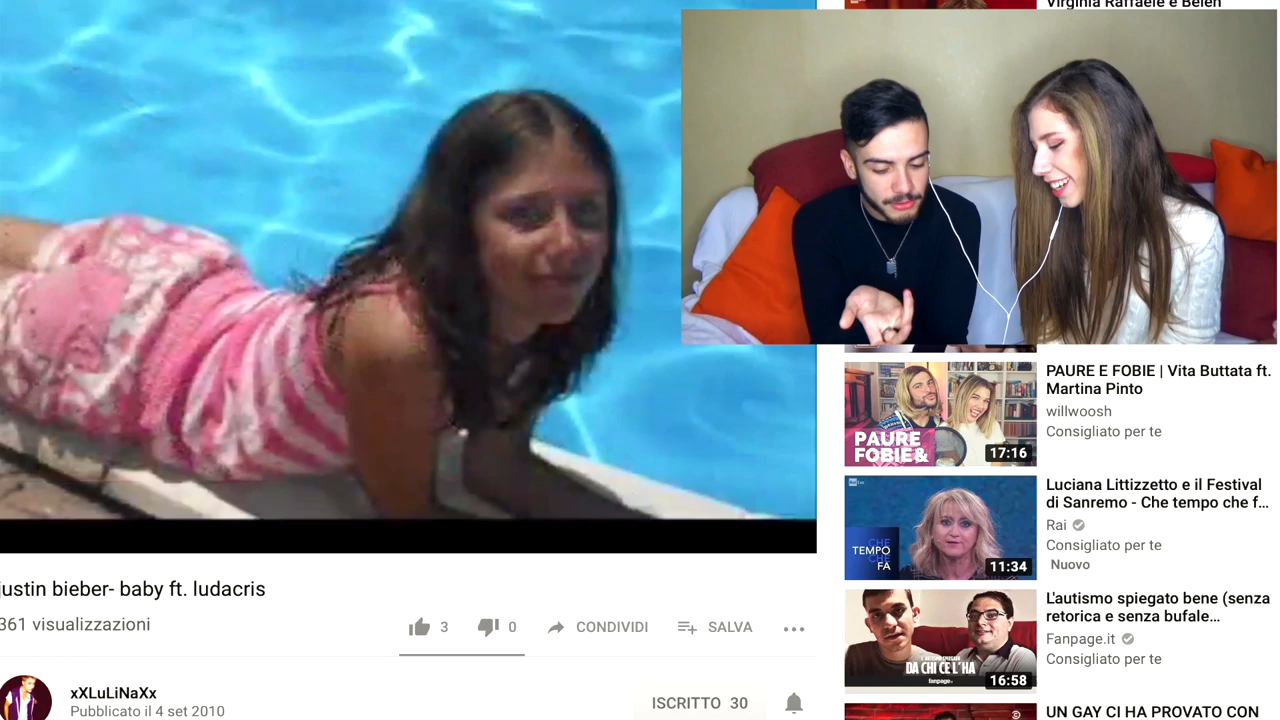 Virginia Raffaele e Belen
justin bieber- baby ft. ludacris
361 visualizzazioni
3
0
CONDIVIDI
SALVA
xXLuLiNaXx
Pubblicato il 4 set 2010
ISCRITTO 30
PAURE
FOBIE&
17:16
PAURE E FOBIE | Vita Buttata ft.
Martina Pinto
willwoosh
Consigliato per te
Rai
CHE
TEMPO
CHE
FA
11:34
Luciana Littizzetto e il Festival
di Sanremo - Che tempo che f...
Rai
Consigliato per te
Nuovo
DA CHI CE L'HA
fanpage
16:58
L'autismo spiegato bene (senza
retorica e senza bufale...
Fanpage.it
Consigliato per te
UN GAY CI HA PROVATO CON